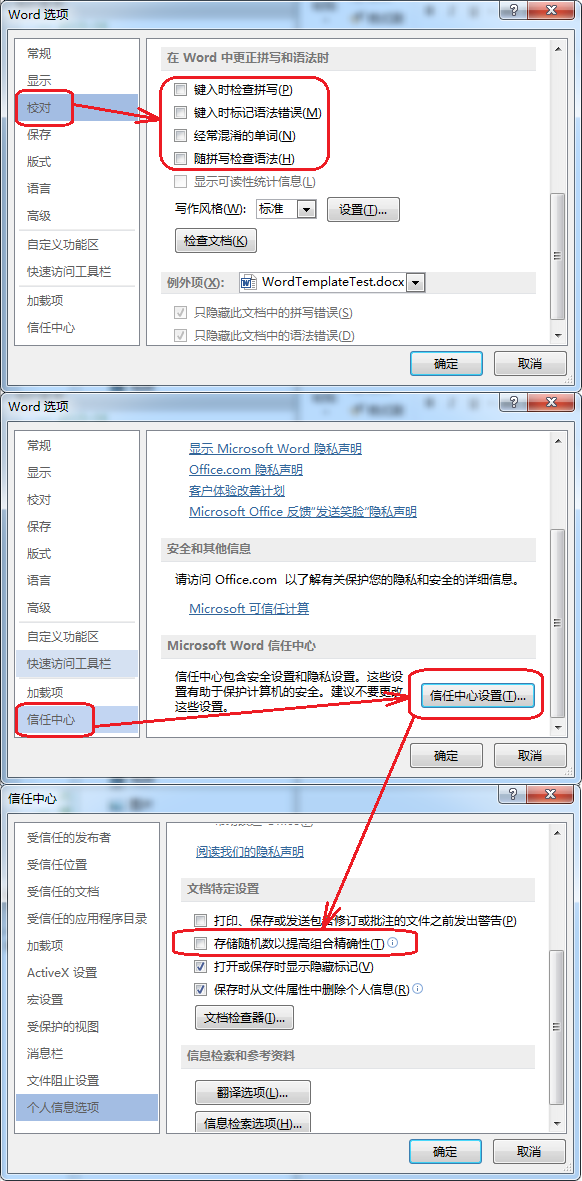 Word 选项
常规
显示
校对
保存
版式
语言
高级
自定义功能区
快速访问工具栏
加载项
信任中心
在 Word 中更正拼写和语法时
键入时检查拼写(P)
键入时标记语法错误(M)
经常混淆的单词(N)
随拼写检查语法(H)
显示可读性统计信息(L)
写作风格(W): 标准 设置(T)...
检查文档(K)
例外项(X): WordTemplateTest.docx
只隐藏此文档中的拼写错误(S)
只隐藏此文档中的语法错误(D)
确定 取消
Word 选项
常规
显示
校对
保存
版式
语言
高级
自定义功能区
快速访问工具栏
加载项
信任中心
显示 Microsoft Word 隐私声明
Office.com 隐私声明
客户体验改善计划
Microsoft Office 反馈“发送笑脸”隐私声明
安全和其他信息
请访问 Office.com 以了解有关保护您的隐私和安全的详细信息。
Microsoft 可信任计算
Microsoft Word 信任中心
信任中心包含安全设置和隐私设置。这些设
置有助于保护计算机的安全。建议不要更改
这些设置。
信任中心设置(T)...
确定 取消
信任中心
受信任的发布者
受信任位置
受信任的文档
受信任的应用程序目录
加载项
ActiveX 设置
宏设置
受保护的视图
消息栏
文件阻止设置
个人信息选项
阅读我们的隐私声明
文档特定设置
打印、保存或发送包含修订或批注的文件之前发出警告(P)
存储随机数以提高组合精确性(T)
打开或保存时显示隐藏标记(V)
保存时从文件属性中删除个人信息(R)
文档检查器(I)...
信息检索和参考资料
翻译选项(L)...
信息检索选项(H)...
确定 取消